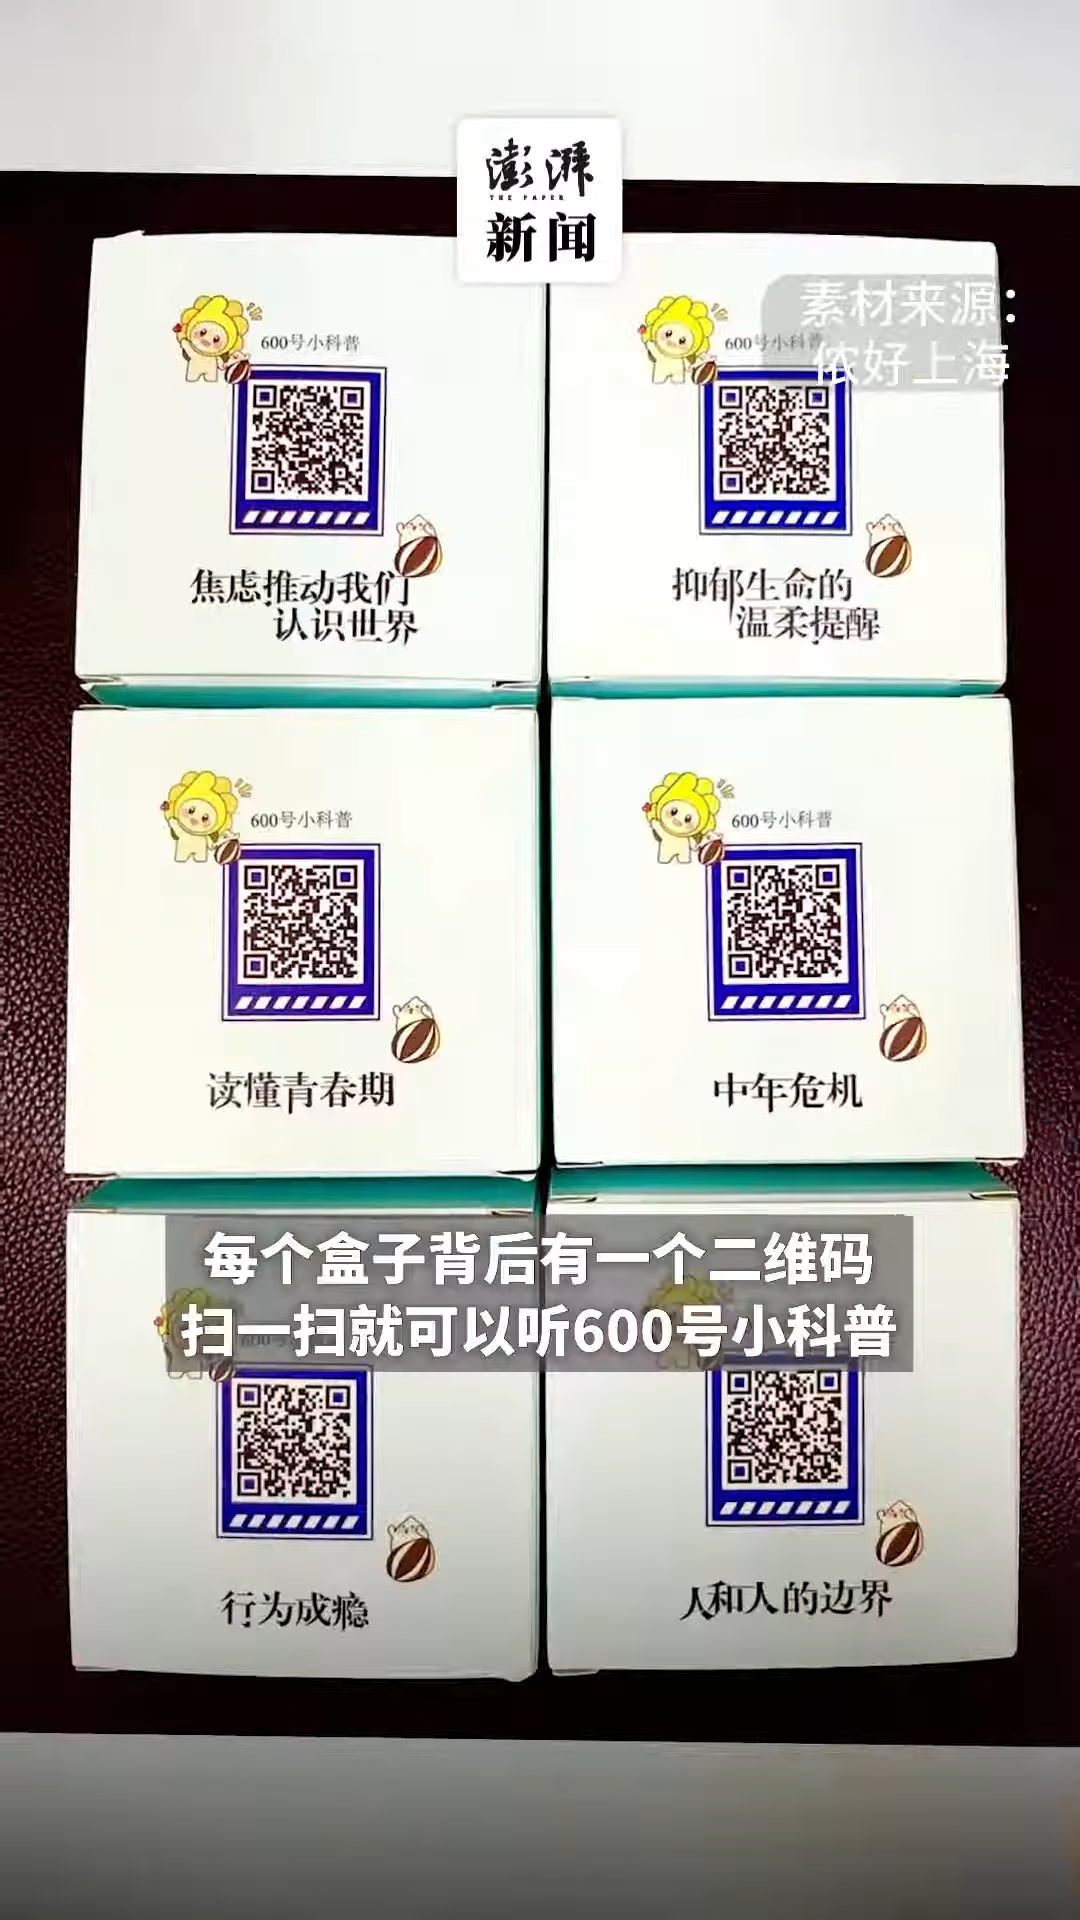 澎湃
THE PAPER
新闻
素材来源：
侬好上海
600号小科普
焦虑推动我们
认识世界
600号小科普
抑郁生命的
温柔提醒
600号小科普
读懂青春期
600号小科普
中年危机
每个盒子背后有一个二维码
扫一扫就可以听600号小科普
行为成瘾
人和人的边界